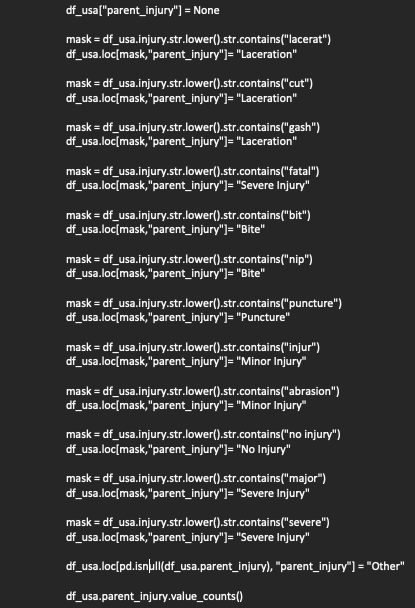 df_usa["parent_injury"] = None
mask = df_usa.injury.str.lower().str.contains("lacerat")
df_usa.loc[mask,"parent_injury"]= "Laceration"
mask = df_usa.injury.str.lower().str.contains("cut")
df_usa.loc[mask,"parent_injury"]= "Laceration"
mask = df_usa.injury.str.lower().str.contains("gash")
df_usa.loc[mask,"parent_injury"]= "Laceration"
mask = df_usa.injury.str.lower().str.contains("fatal")
df_usa.loc[mask,"parent_injury"]= "Severe Injury"
mask = df_usa.injury.str.lower().str.contains("bit")
df_usa.loc[mask,"parent_injury"]= "Bite"
mask = df_usa.injury.str.lower().str.contains("nip")
df_usa.loc[mask,"parent_injury"]= "Bite"
mask = df_usa.injury.str.lower().str.contains("puncture")
df_usa.loc[mask,"parent_injury"]= "Puncture"
mask = df_usa.injury.str.lower().str.contains("injur")
df_usa.loc[mask,"parent_injury"]= "Minor Injury"
mask = df_usa.injury.str.lower().str.contains("abrasion")
df_usa.loc[mask,"parent_injury"]= "Minor Injury"
mask = df_usa.injury.str.lower().str.contains("no injury")
df_usa.loc[mask,"parent_injury"]= "No Injury"
mask = df_usa.injury.str.lower().str.contains("major")
df_usa.loc[mask,"parent_injury"]= "Severe Injury"
mask = df_usa.injury.str.lower().str.contains("severe")
df_usa.loc[mask,"parent_injury"]= "Severe Injury"
df_usa.loc[pd.isnull(df_usa.parent_injury), "parent_injury"] = "Other"
df_usa.parent_injury.value_counts()